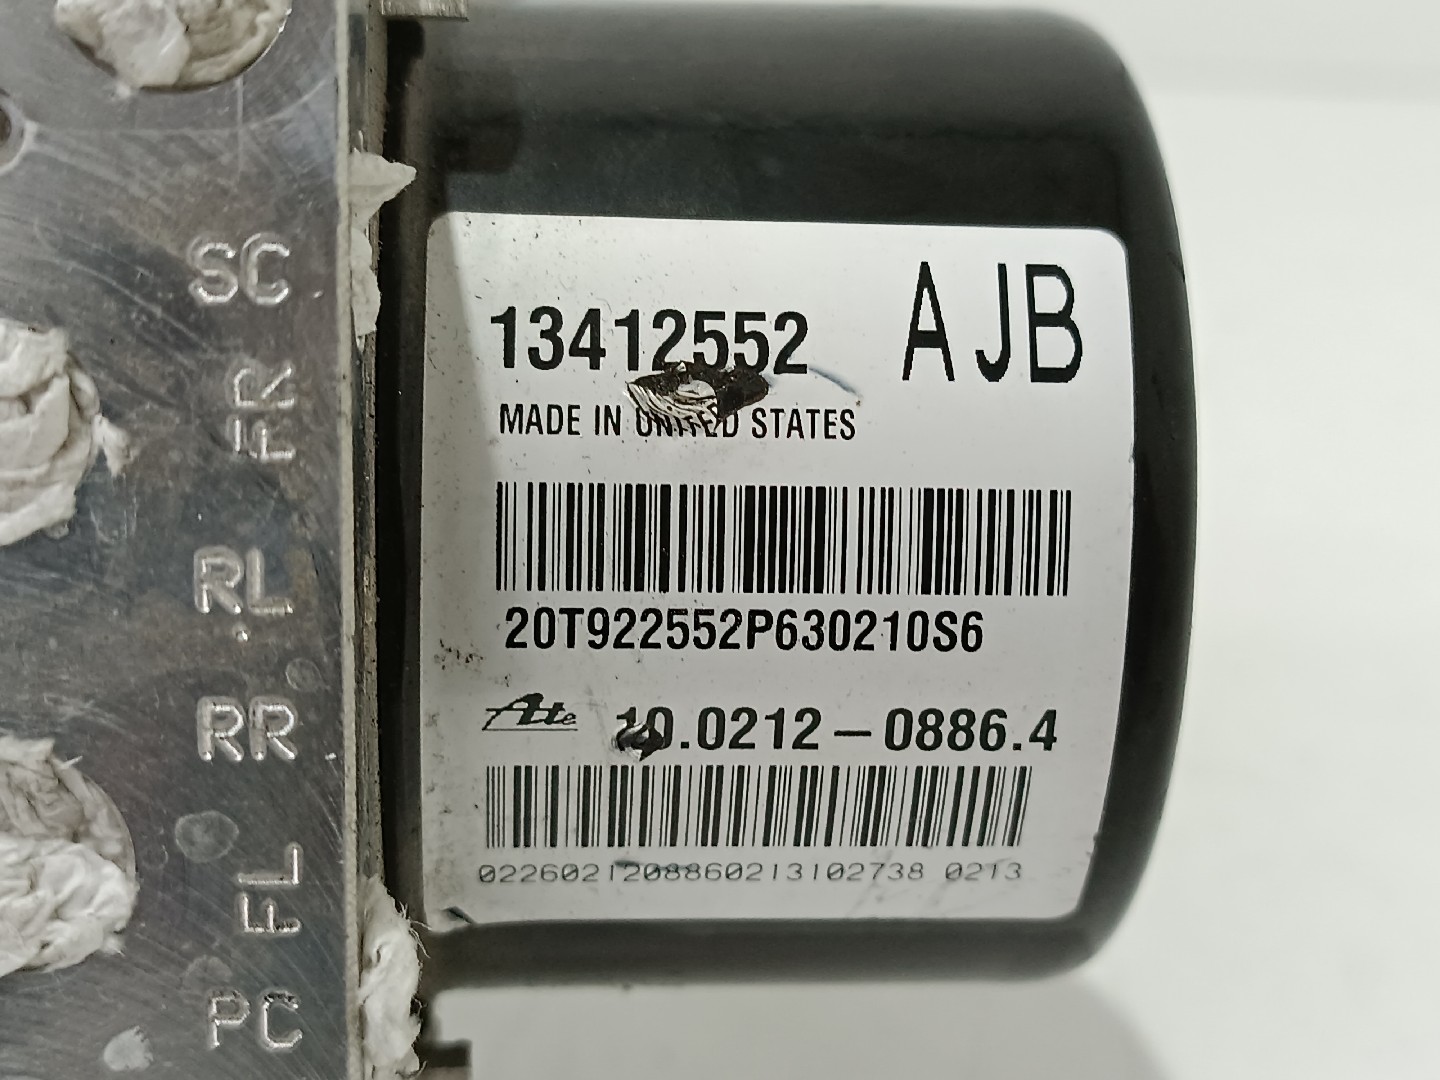 SC
FR
RL
RR
FL
PC
13412552 AJB
MADE IN UNITED STATES
20T922552P630210S6
Ate 10.0212-0886.4
0226021208860213102738 0213